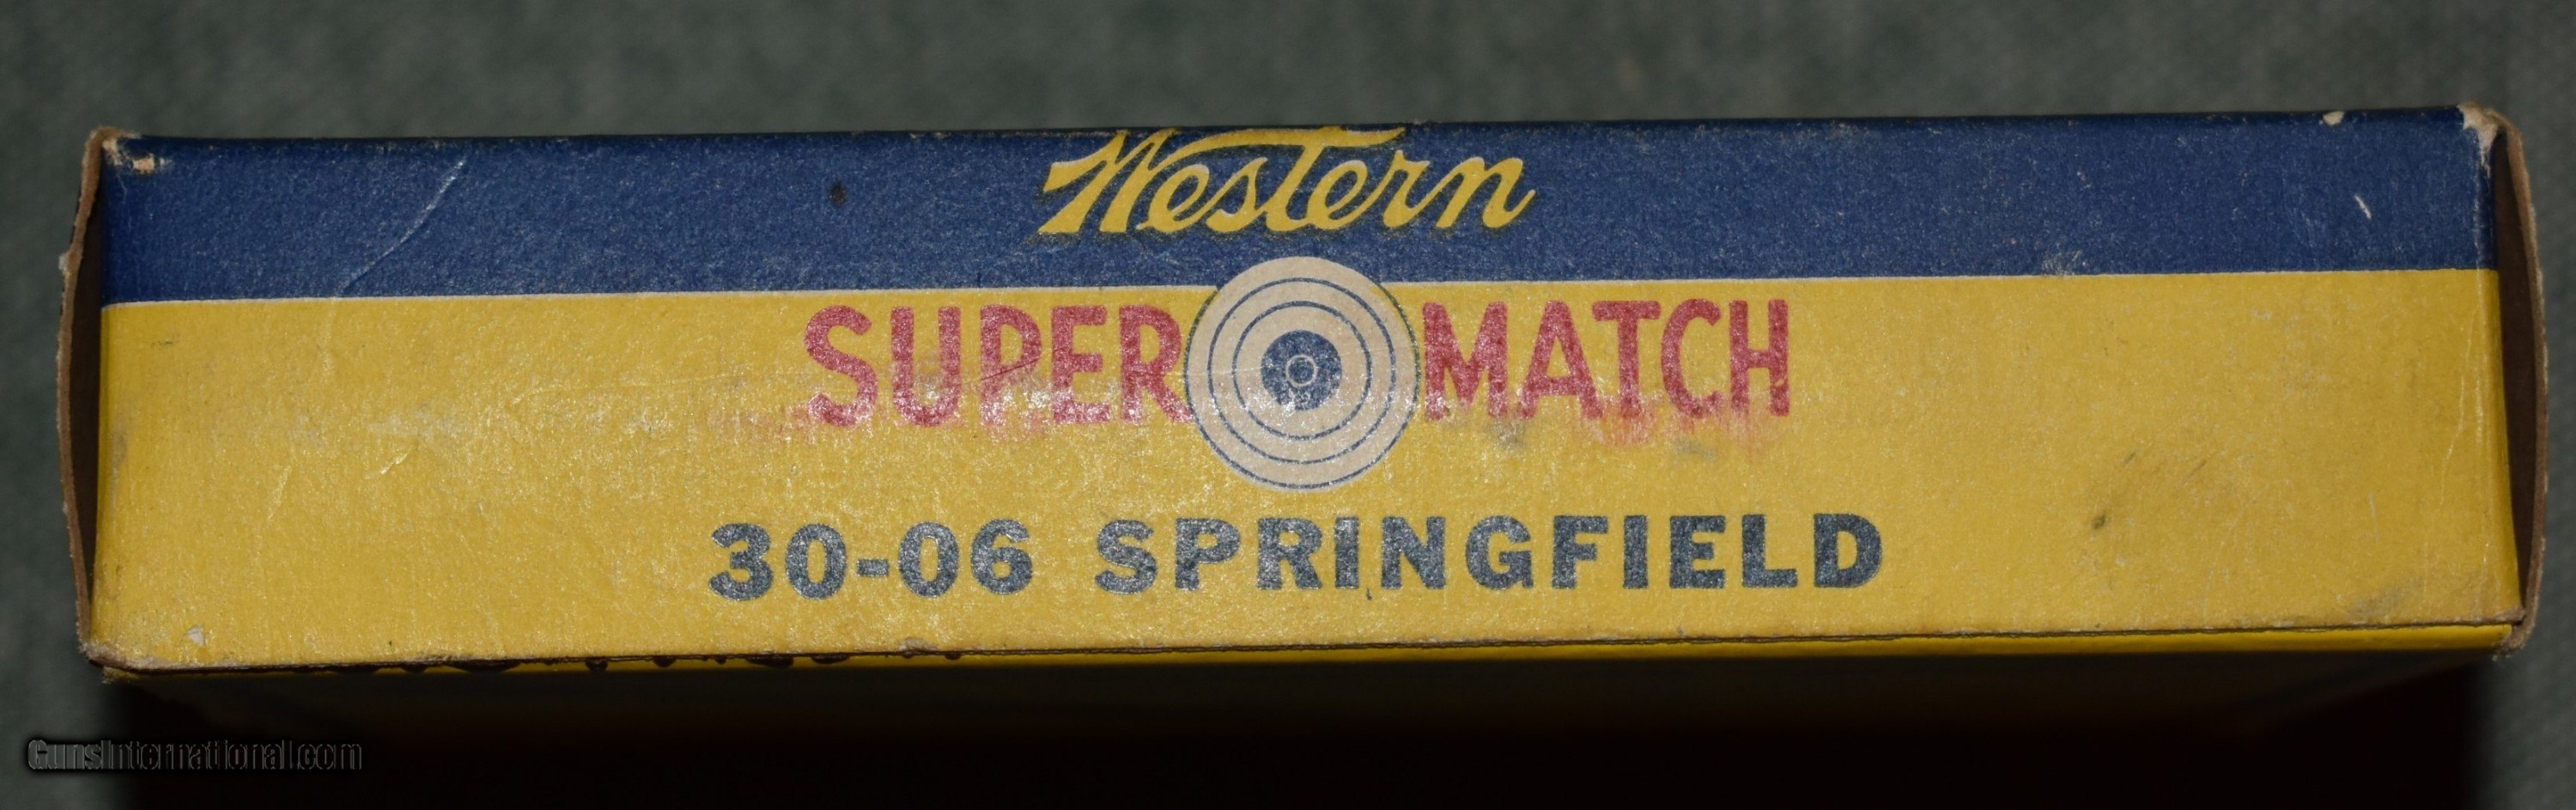 Western
SUPER MATCH
30-06 SPRINGFIELD
GunsInternational.com